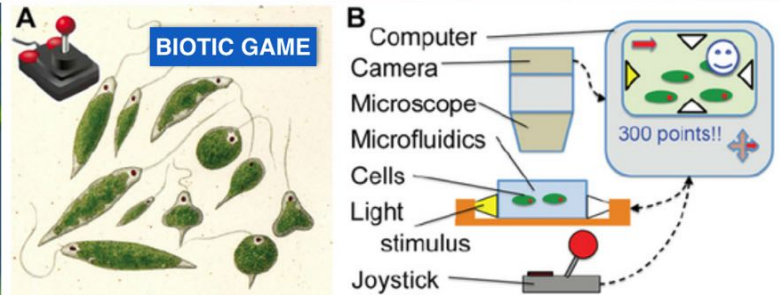 A
BIOTIC GAME
B
Computer
Camera
Microscope
Microfluidics
Cells
Light
stimulus
Joystick
300 points!!